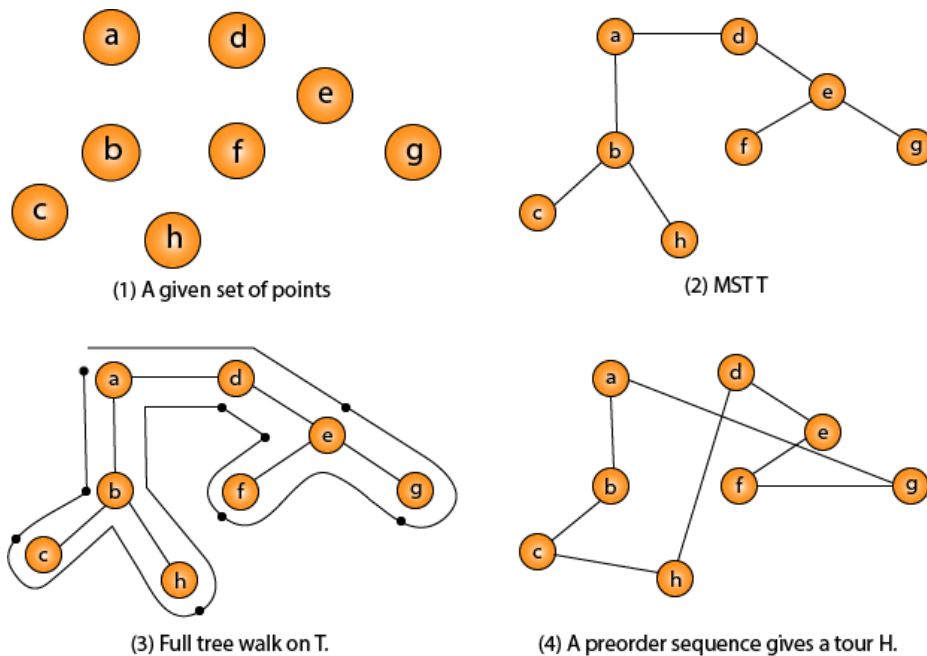 a d
e
b f g
c
h
(1) A given set of points
a d
e
b f g
c
h
(2) MST T
a d
e
b f g
c
h
(3) Full tree walk on T.
a d
e
b f g
c
h
(4) A preorder sequence gives a tour H.